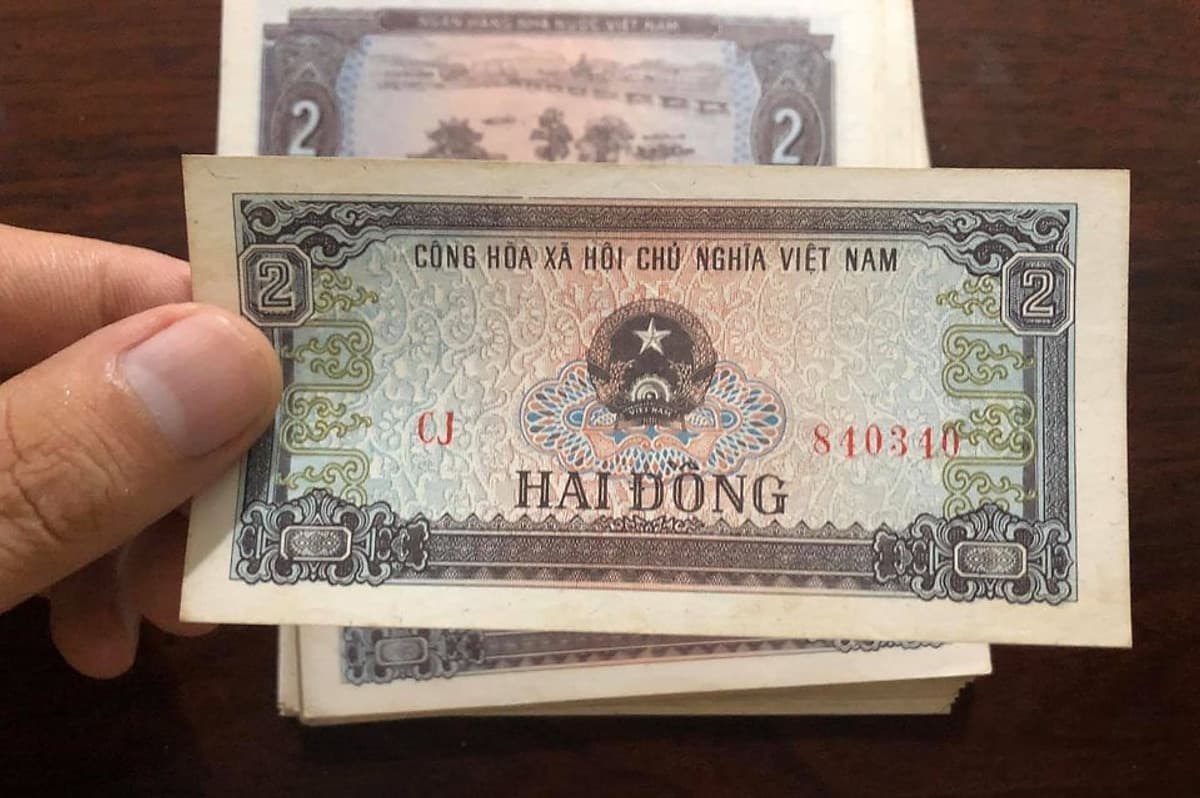 NGÂN HÀNG NHÀ NƯỚC VIỆT NAM
2 2
CỘNG HÒA XÃ HỘI CHỦ NGHĨA VIỆT NAM
2 2
VIỆT NAM
CJ 840340
HAI ĐỒNG